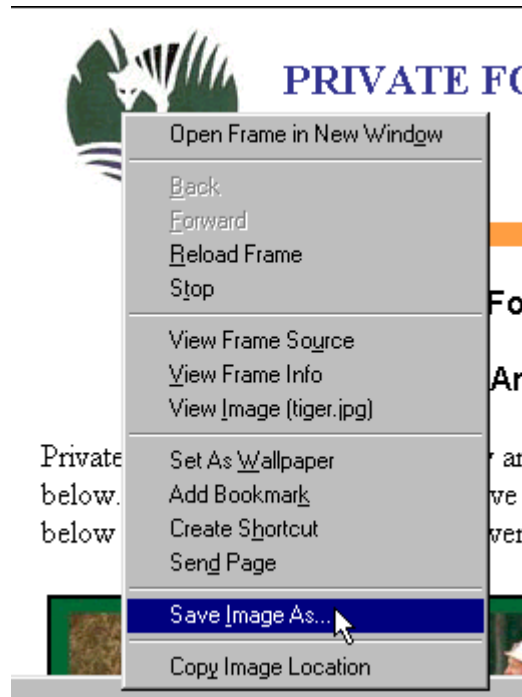 PRIVATE FO
Open Frame in New Window
Back
Forward
Reload Frame
Stop
Fo
View Frame Source
View Frame Info
View Image (tiger.jpg)
Ar
Private
Set As Wallpaper
below.
Add Bookmark
ve
below
Create Shortcut
ver
Send Page
Save Image As...
Copy Image Location